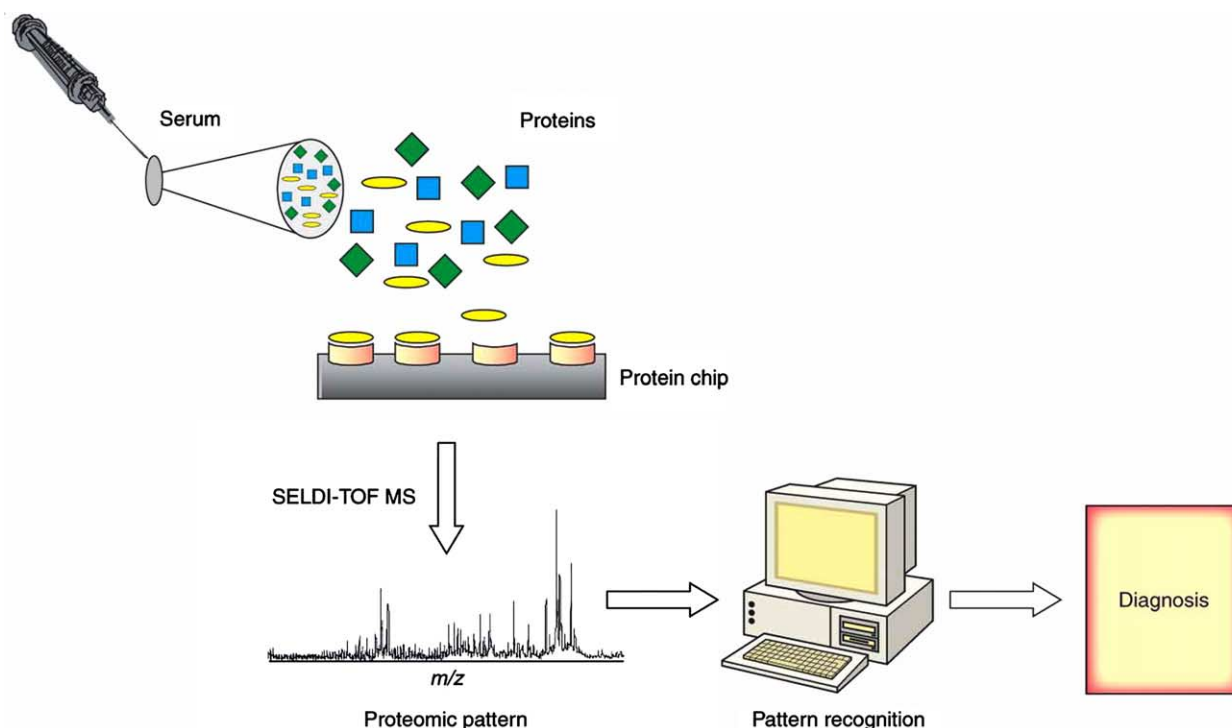 Serum
Proteins
Protein chip
SELDI-TOF MS
m/z
Proteomic pattern
Pattern recognition
Diagnosis